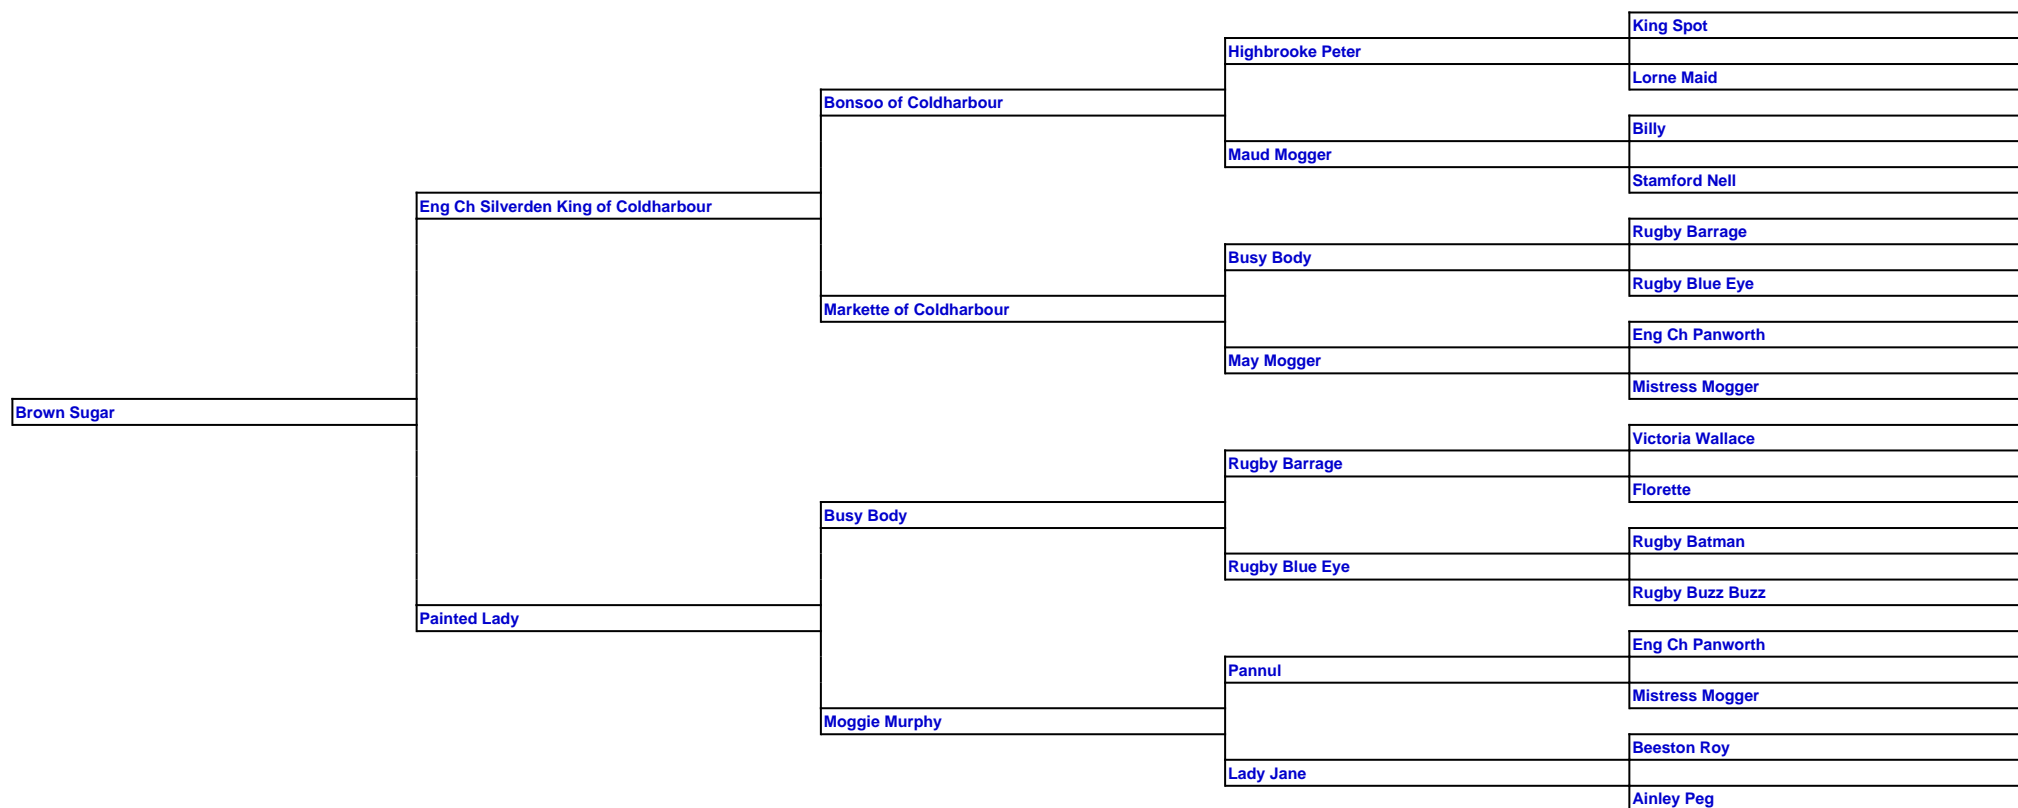 King Spot
Highbrooke Peter
Lorne Maid
Bonsoo of Coldharbour
Billy
Maud Mogger
Stamford Nell
Eng Ch Silverden King of Coldharbour
Rugby Barrage
Busy Body
Rugby Blue Eye
Markette of Coldharbour
Eng Ch Panworth
May Mogger
Mistress Mogger
Brown Sugar
Victoria Wallace
Rugby Barrage
Florette
Busy Body
Rugby Batman
Rugby Blue Eye
Rugby Buzz Buzz
Painted Lady
Eng Ch Panworth
Pannul
Mistress Mogger
Moggie Murphy
Beeston Roy
Lady Jane
Ainley Peg